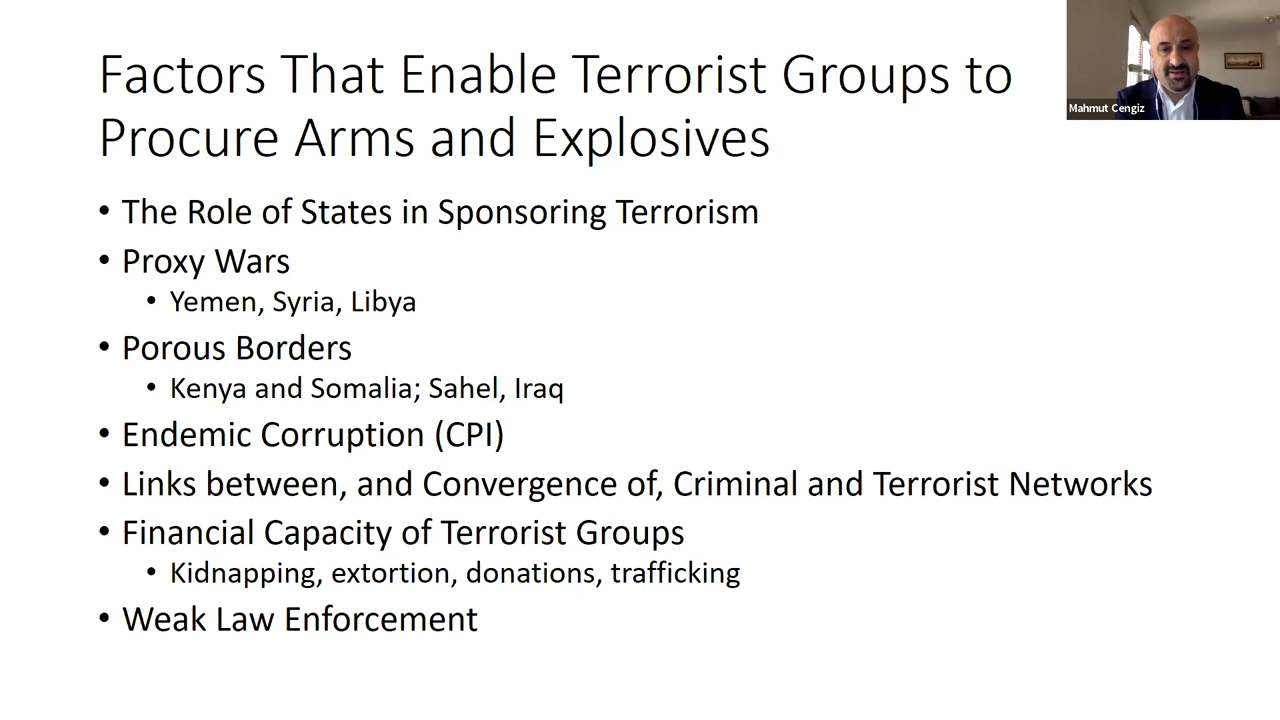 Factors That Enable Terrorist Groups to
Procure Arms and Explosives
Mahmut Cengiz
• The Role of States in Sponsoring Terrorism
• Proxy Wars
• Yemen, Syria, Libya
• Porous Borders
• Kenya and Somalia; Sahel, Iraq
• Endemic Corruption (CPI)
• Links between, and Convergence of, Criminal and Terrorist Networks
• Financial Capacity of Terrorist Groups
• Kidnapping, extortion, donations, trafficking
• Weak Law Enforcement